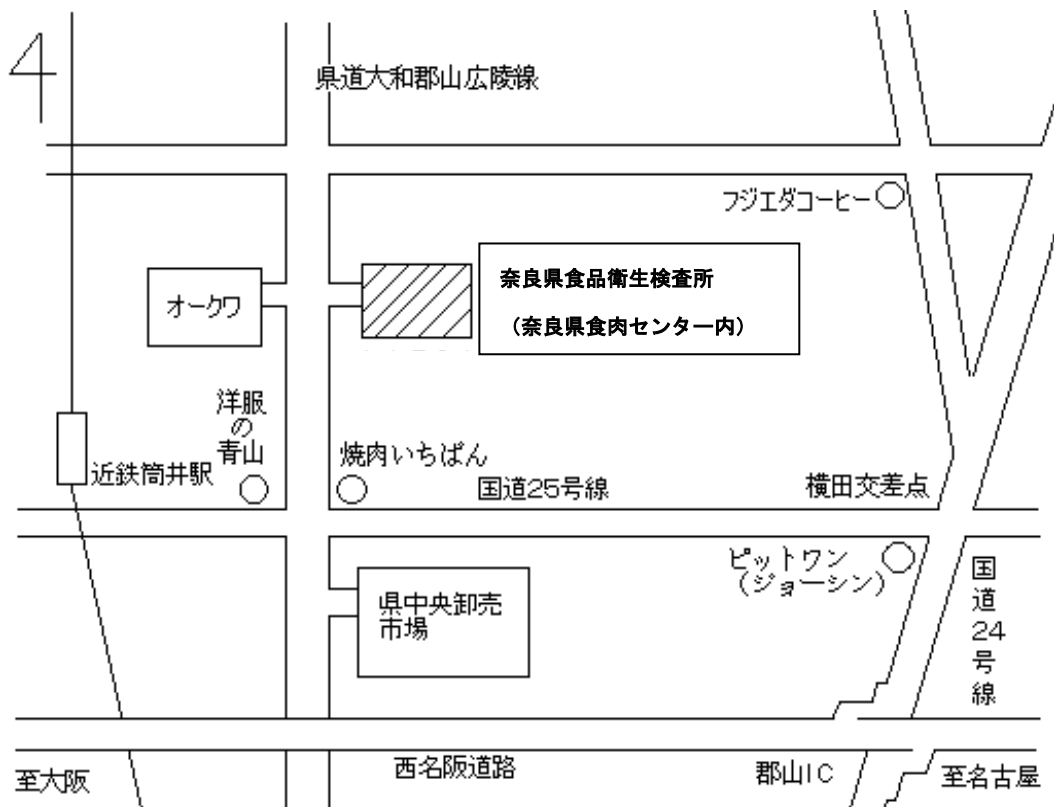 県道大和郡山広陵線
フジエダコーヒー
奈良県食品衛生検査所
（奈良県食肉センター内）
オークワ
洋服
の
青山
近鉄筒井駅
焼肉いちばん
国道25号線
横田交差点
ピットワン
（ジョーシン）
国
道
24
号
線
県中央卸売
市場
至大阪
西名阪道路
郡山IC
至名古屋